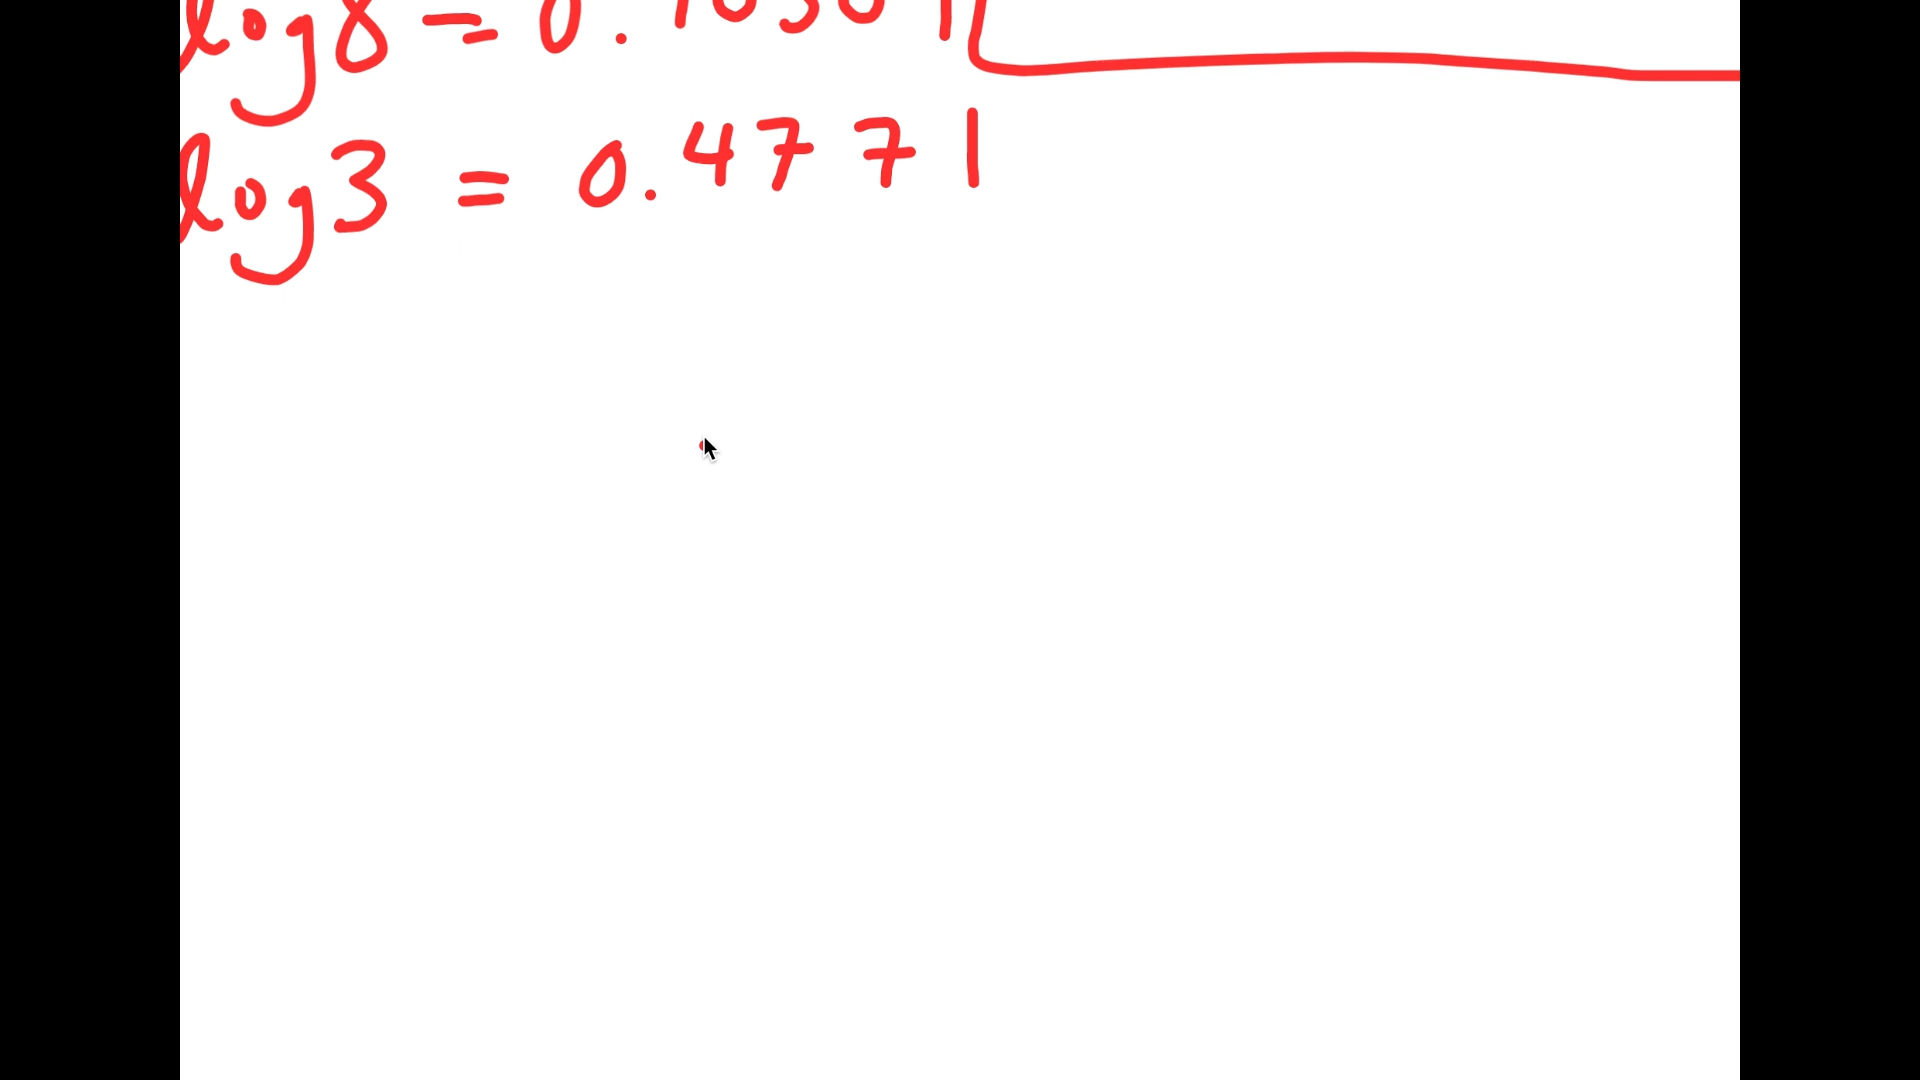 log8 = 0.
log3 = 0.4771